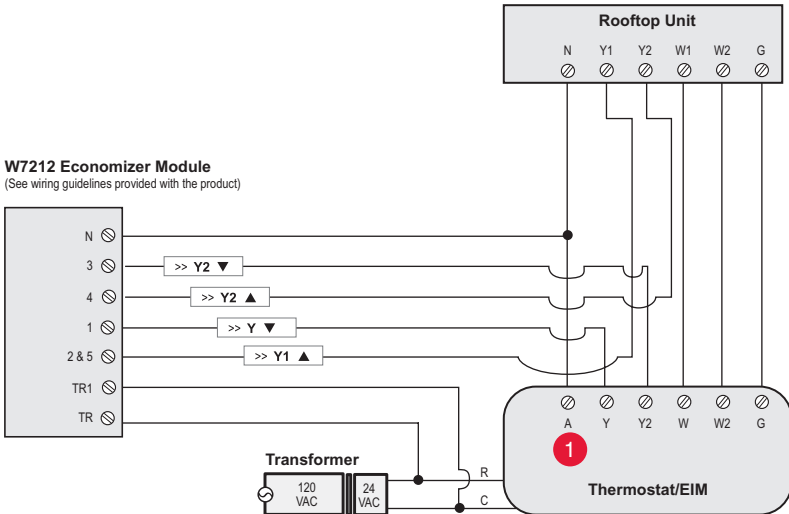 Rooftop Unit
N Y1 Y2 W1 W2 G
W7212 Economizer Module
(See wiring guidelines provided with the product)
N
3 >> Y2 ▼
4 >> Y2 ▲
1 >> Y ▼
2 & 5 >> Y1 ▲
TR1
TR
A Y Y2 W W2 G
1
Transformer
120 VAC
24 VAC
R
C
Thermostat/EIM